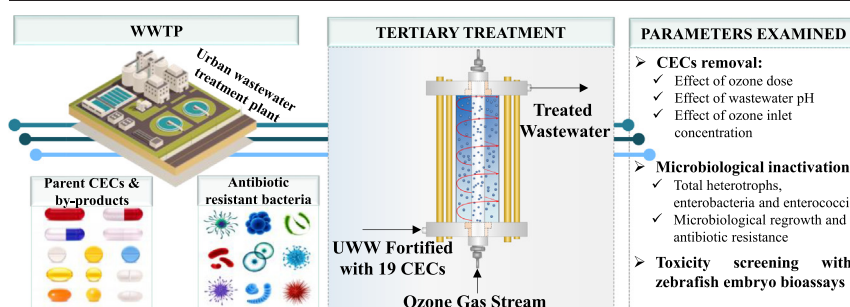 WWTP
Urban wastewater
treatment plant
Parent CECs &
by-products
Antibiotic
resistant bacteria
TERTIARY TREATMENT
Treated
Wastewater
UWW Fortified
with 19 CECs
Ozone Gas Stream
PARAMETERS EXAMINED
➢ CECs removal:
✓ Effect of ozone dose
✓ Effect of wastewater pH
✓ Effect of ozone inlet
concentration
➢ Microbiological inactivation
✓ Total heterotrophs,
enterobacteria and enterococci
✓ Microbiological regrowth and
antibiotic resistance
➢ Toxicity screening with
zebrafish embryo bioassays